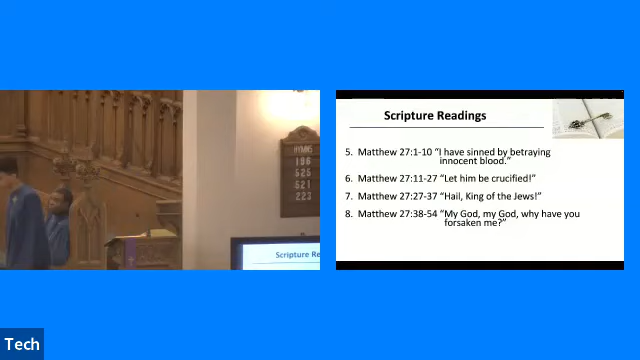 HYMNS
196
525
521
223
Scripture Re
Scripture Readings
5. Matthew 27:1-10 “I have sinned by betraying
innocent blood.”
6. Matthew 27:11-27 “Let him be crucified!”
7. Matthew 27:27-37 “Hail, King of the Jews!”
8. Matthew 27:38-54 “My God, my God, why have you
forsaken me?”
Tech